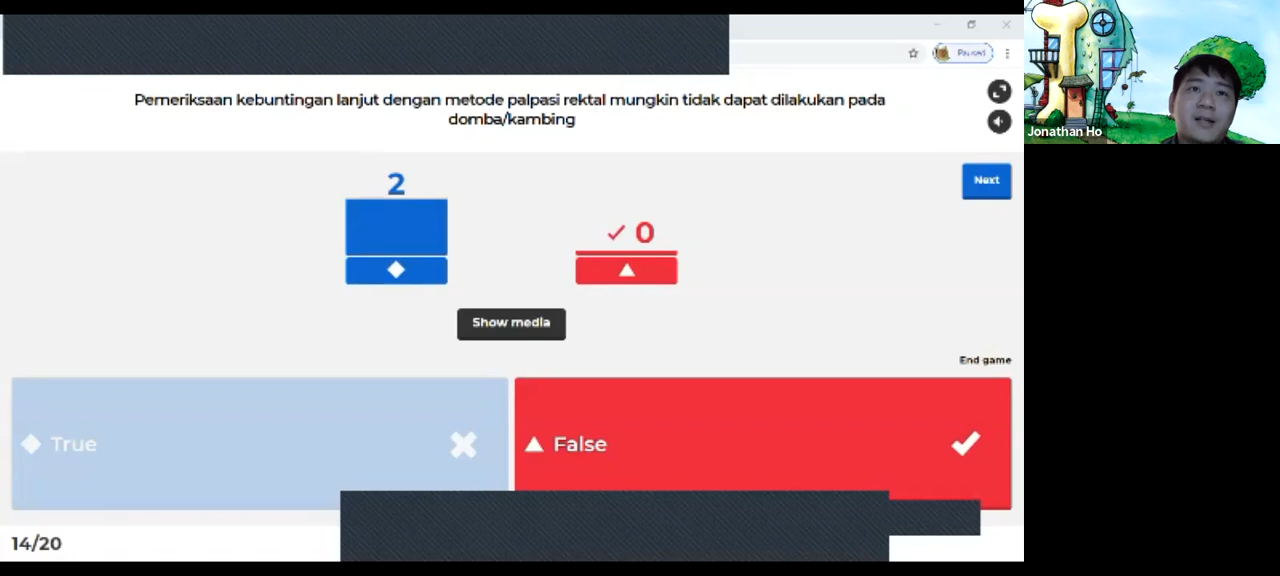 Pemeriksaan kebuntingan lanjut dengan metode palpasi rektal mungkin tidak dapat dilakukan pada
domba/kambing
Jonathan Ho
Next
2
0
Show media
End game
True
False
14/20